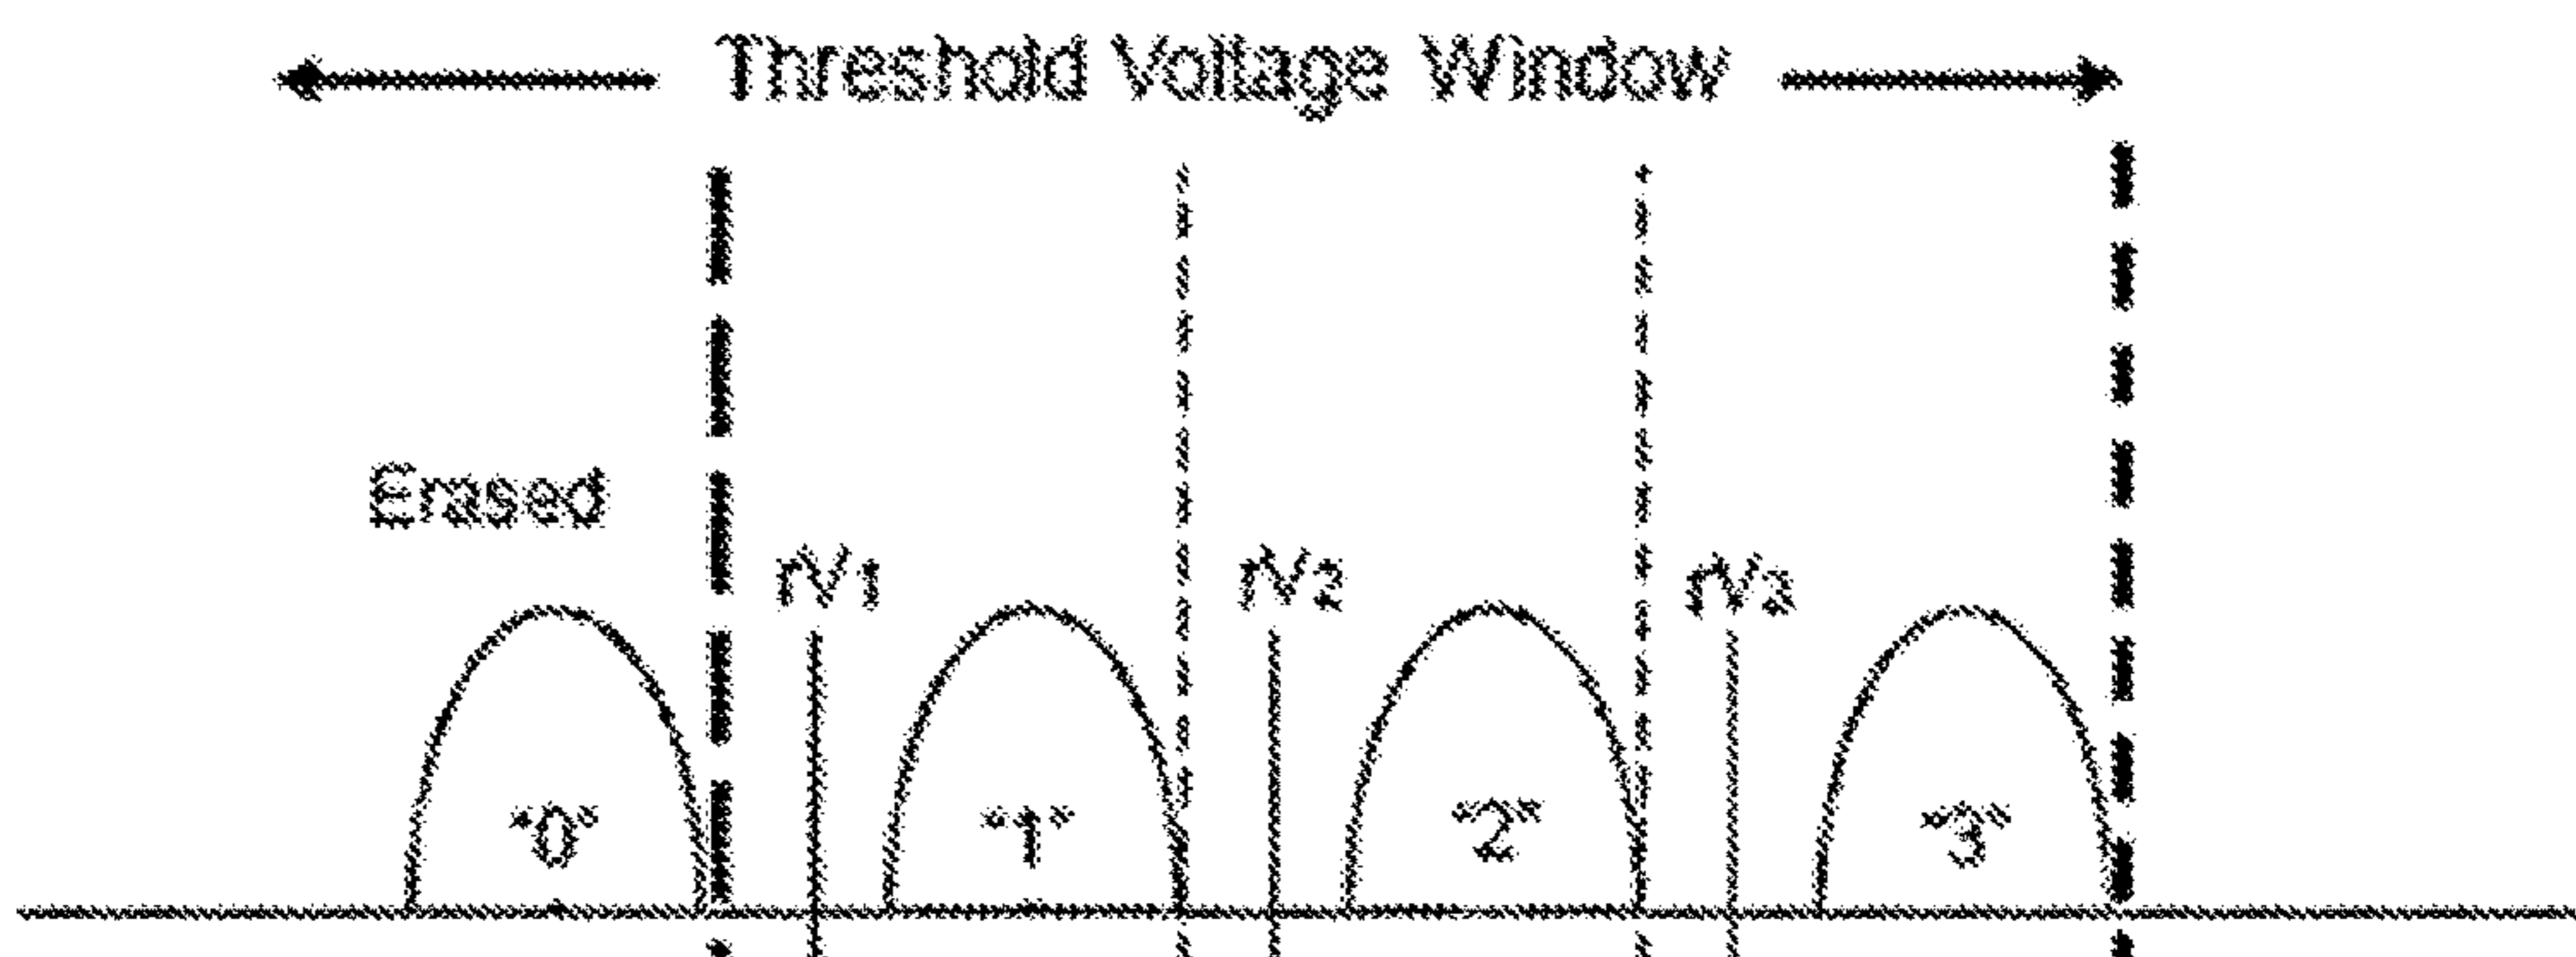 Threshold Voltage Window
Erased
rV1 rV2 rV3
"0" "1" "2" "3"